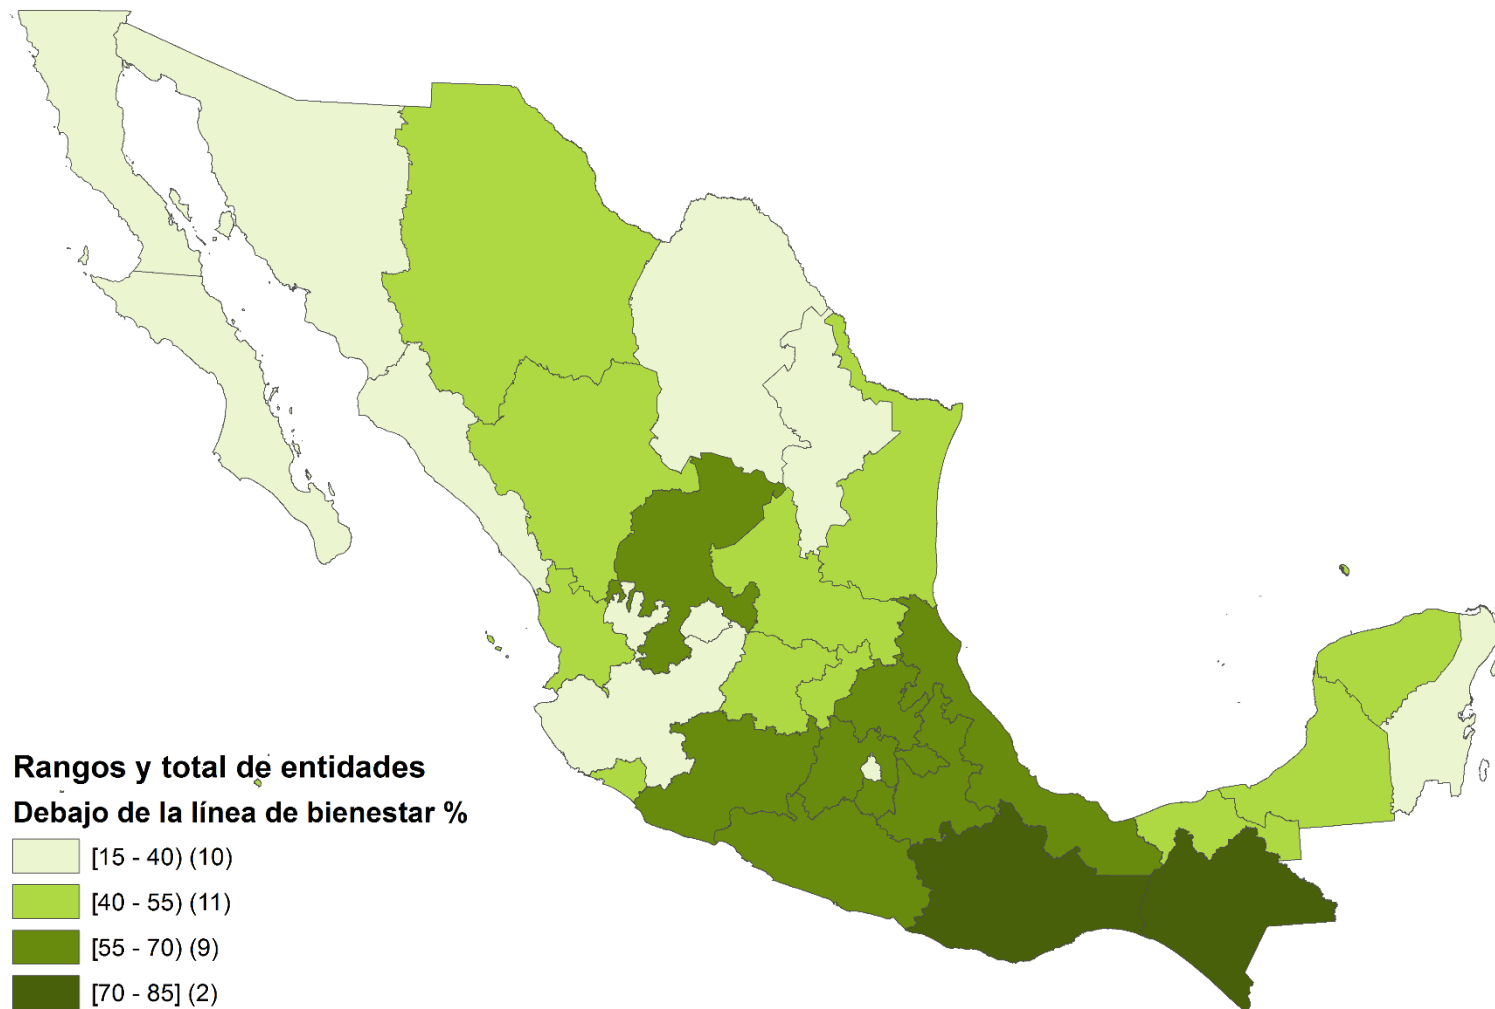 Rangos y total de entidades
Debajo de la línea de bienestar %
[15 - 40) (10)
[40 - 55) (11)
[55 - 70) (9)
[70 - 85] (2)